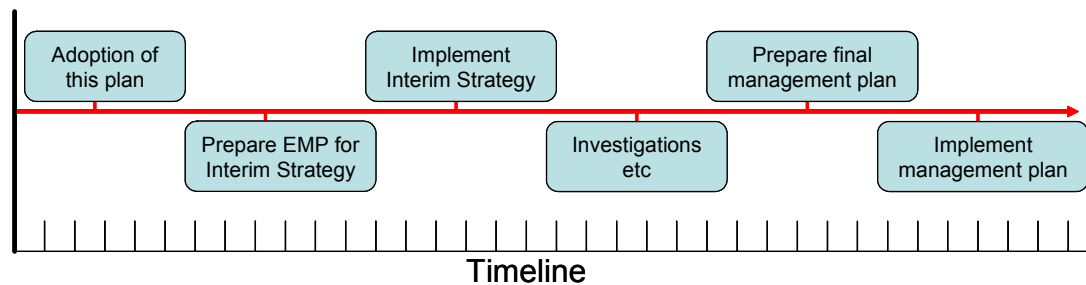 Adoption of
this plan
Prepare EMP for
Interim Strategy
Implement
Interim Strategy
Investigations
etc
Prepare final
management plan
Implement
management plan
Timeline